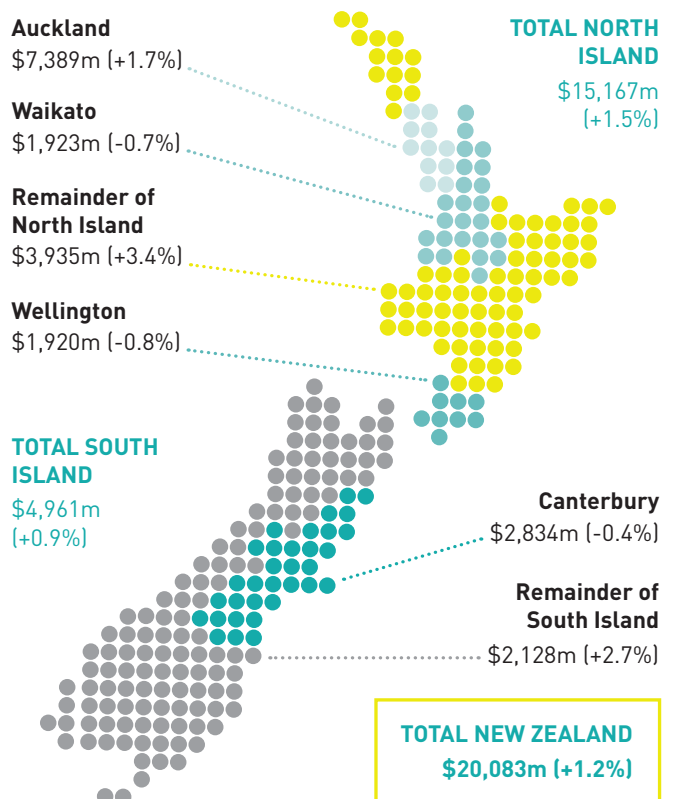 Auckland
$7,389m (+1.7%)
Waikato
$1,923m (-0.7%)
Remainder of
North Island
$3,935m (+3.4%)
Wellington
$1,920m (-0.8%)
TOTAL NORTH
ISLAND
$15,167m
(+1.5%)
TOTAL SOUTH
ISLAND
$4,961m
(+0.9%)
Canterbury
$2,834m (-0.4%)
Remainder of
South Island
$2,128m (+2.7%)
TOTAL NEW ZEALAND
$20,083m (+1.2%)